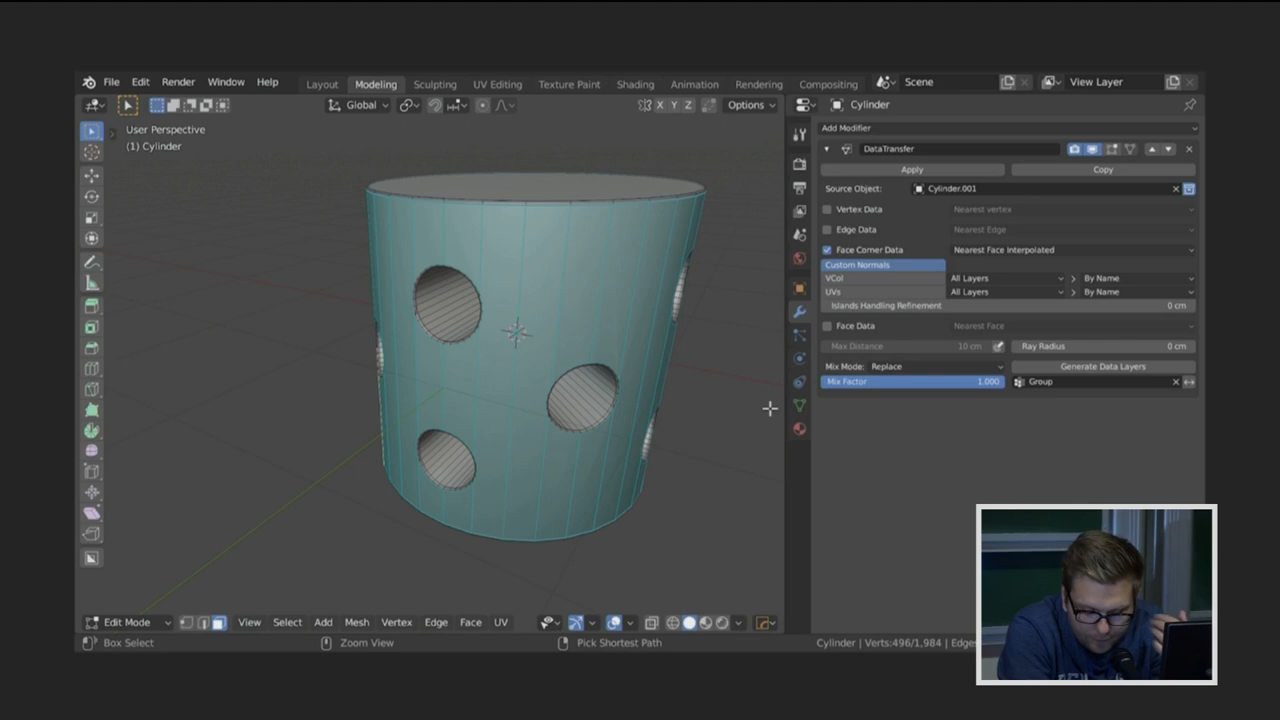 File Edit Render Window Help Layout Modeling Sculpting UV Editing Texture Paint Shading Animation Rendering Compositing Scene View Layer
Global X Y Z Options Cylinder
User Perspective
(1) Cylinder
Add Modifier
DataTransfer
Apply Copy
Source Object: Cylinder.001
Vertex Data Nearest vertex
Edge Data Nearest Edge
Face Corner Data Nearest Face Interpolated
Custom Normals
VCol All Layers By Name
UVs All Layers By Name
Islands Handling Refinement 0 cm
Face Data Nearest Face
Max Distance 10 cm Ray Radius 0 cm
Mix Mode: Replace Generate Data Layers
Mix Factor 1.000 Group
Edit Mode View Select Add Mesh Vertex Edge Face UV
Box Select Zoom View Pick Shortest Path Cylinder | Verts:496/1,984 | Edges